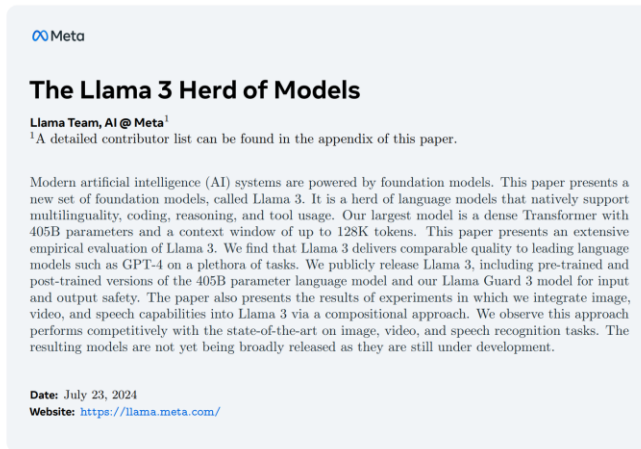 Meta
The Llama 3 Herd of Models
Llama Team, AI @ Meta¹
¹A detailed contributor list can be found in the appendix of this paper.
Modern artificial intelligence (AI) systems are powered by foundation models. This paper presents a
new set of foundation models, called Llama 3. It is a herd of language models that natively support
multilinguality, coding, reasoning, and tool usage. Our largest model is a dense Transformer with
405B parameters and a context window of up to 128K tokens. This paper presents an extensive
empirical evaluation of Llama 3. We find that Llama 3 delivers comparable quality to leading language
models such as GPT-4 on a plethora of tasks. We publicly release Llama 3, including pre-trained and
post-trained versions of the 405B parameter language model and our Llama Guard 3 model for input
and output safety. The paper also presents the results of experiments in which we integrate image,
video, and speech capabilities into Llama 3 via a compositional approach. We observe this approach
performs competitively with the state-of-the-art on image, video, and speech recognition tasks. The
resulting models are not yet being broadly released as they are still under development.
Date: July 23, 2024
Website: https://llama.meta.com/